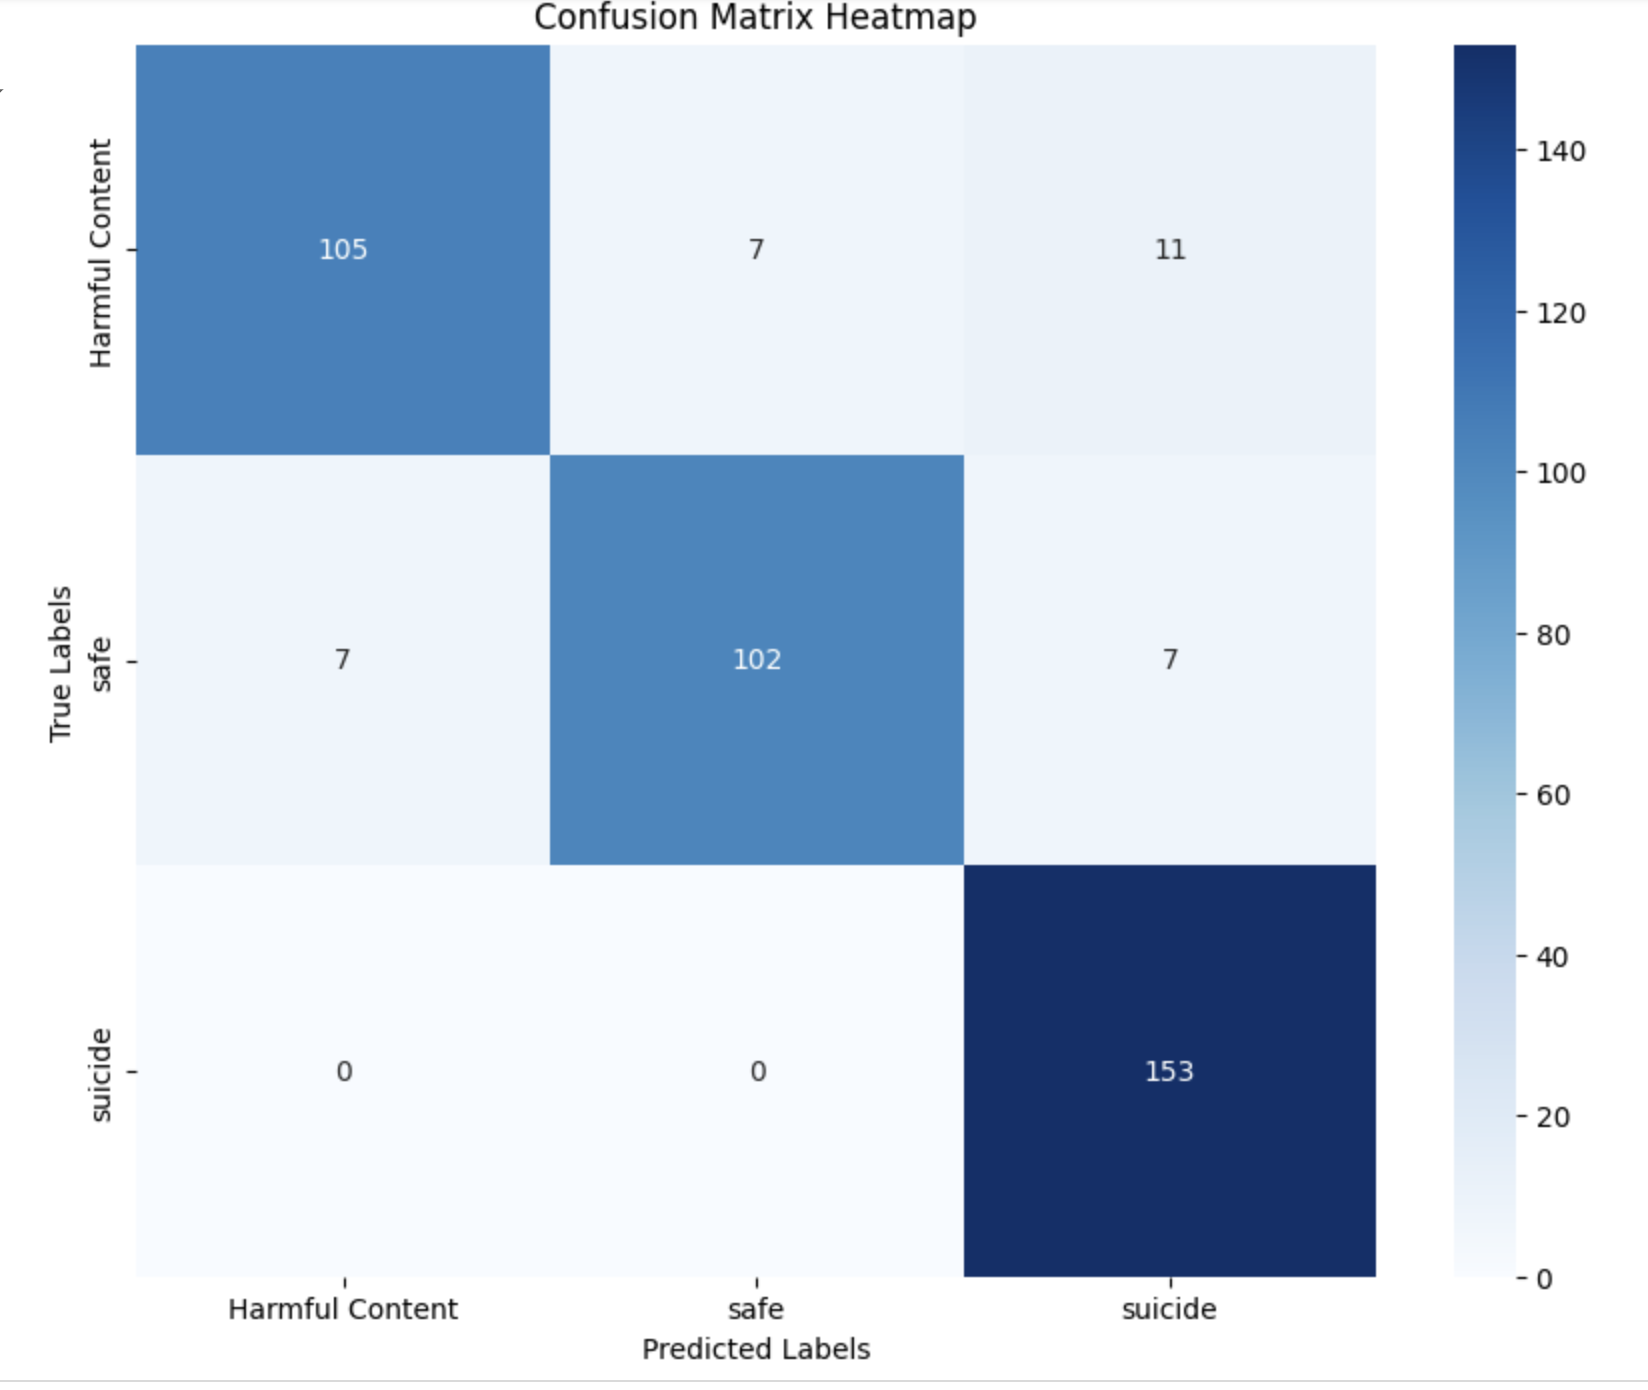 Confusion Matrix Heatmap
True Labels
Harmful Content
105 7 11
safe
7 102 7
suicide
0 0 153
Harmful Content safe suicide
Predicted Labels
140
120
100
80
60
40
20
0